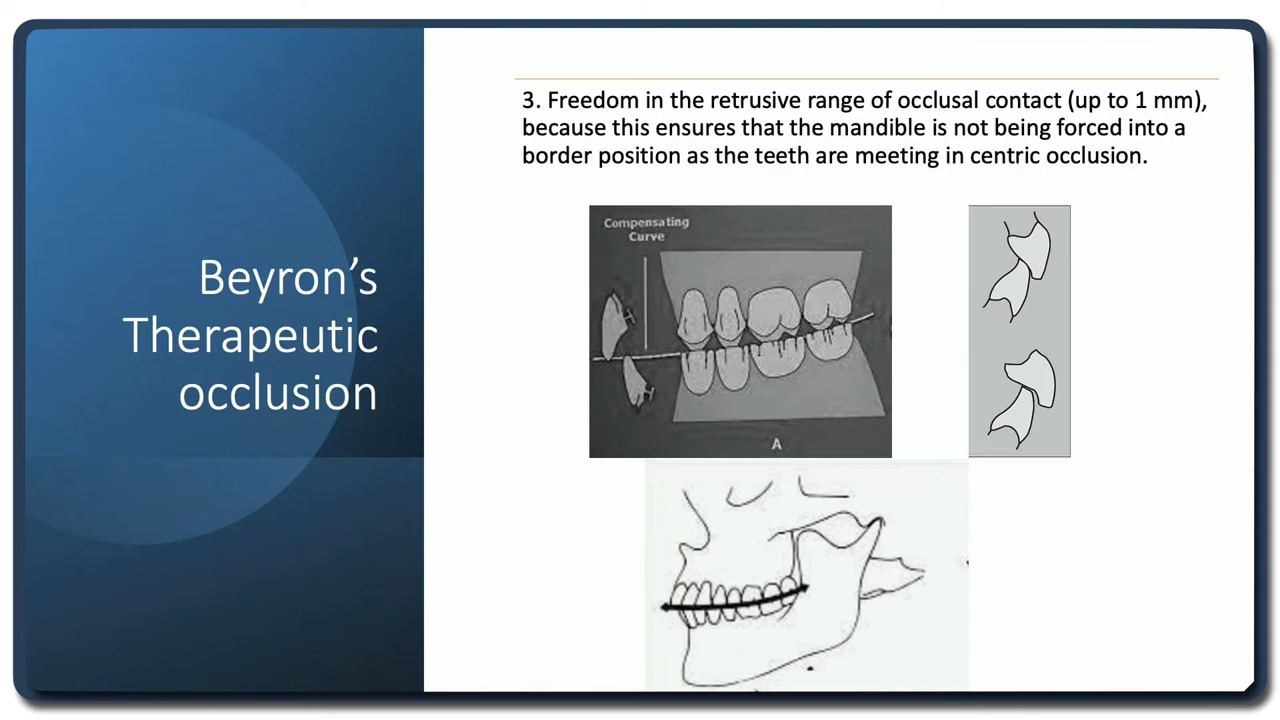 Beyron’s
Therapeutic
occlusion
3. Freedom in the retrusive range of occlusal contact (up to 1 mm),
because this ensures that the mandible is not being forced into a
border position as the teeth are meeting in centric occlusion.
Compensating
Curve
A